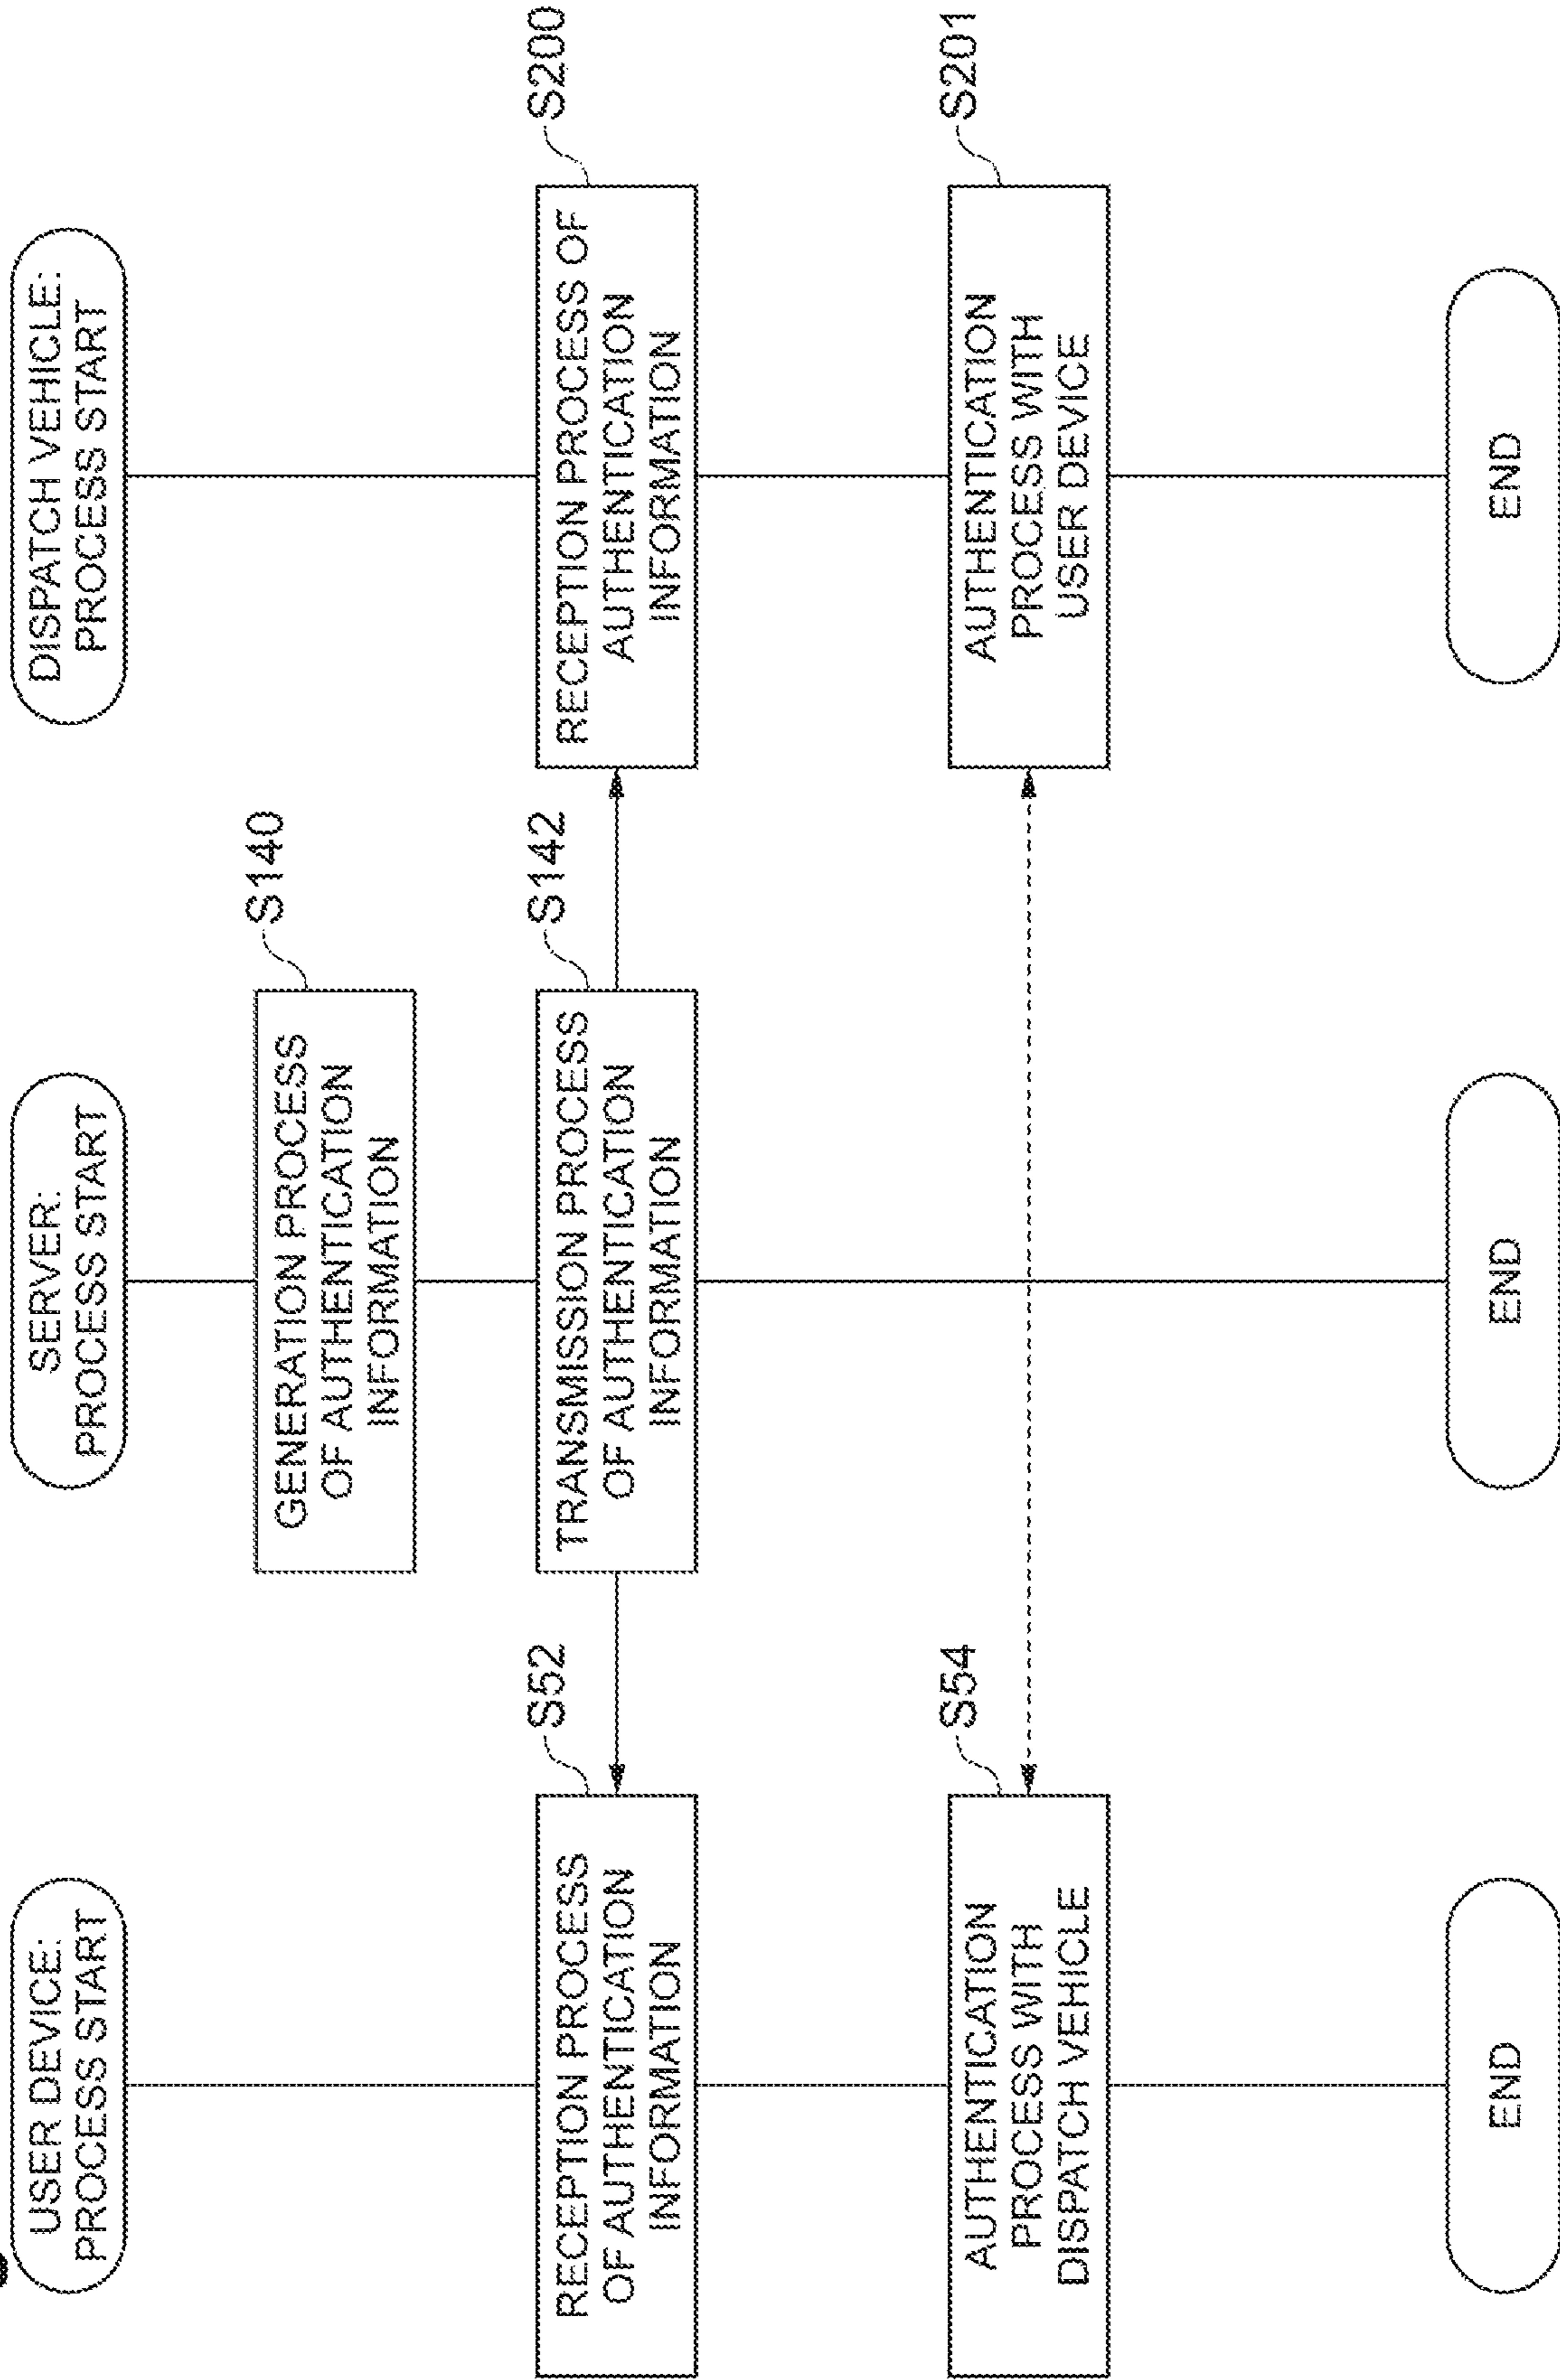 USER DEVICE:
PROCESS START
SERVER:
PROCESS START
DISPATCH VEHICLE:
PROCESS START
S140
GENERATION PROCESS
OF AUTHENTICATION
INFORMATION
S52
RECEPTION PROCESS
OF AUTHENTICATION
INFORMATION
S142
TRANSMISSION PROCESS
OF AUTHENTICATION
INFORMATION
S200
RECEPTION PROCESS OF
AUTHENTICATION
INFORMATION
S54
AUTHENTICATION
PROCESS WITH
DISPATCH VEHICLE
S201
AUTHENTICATION
PROCESS WITH
USER DEVICE
END
END
END